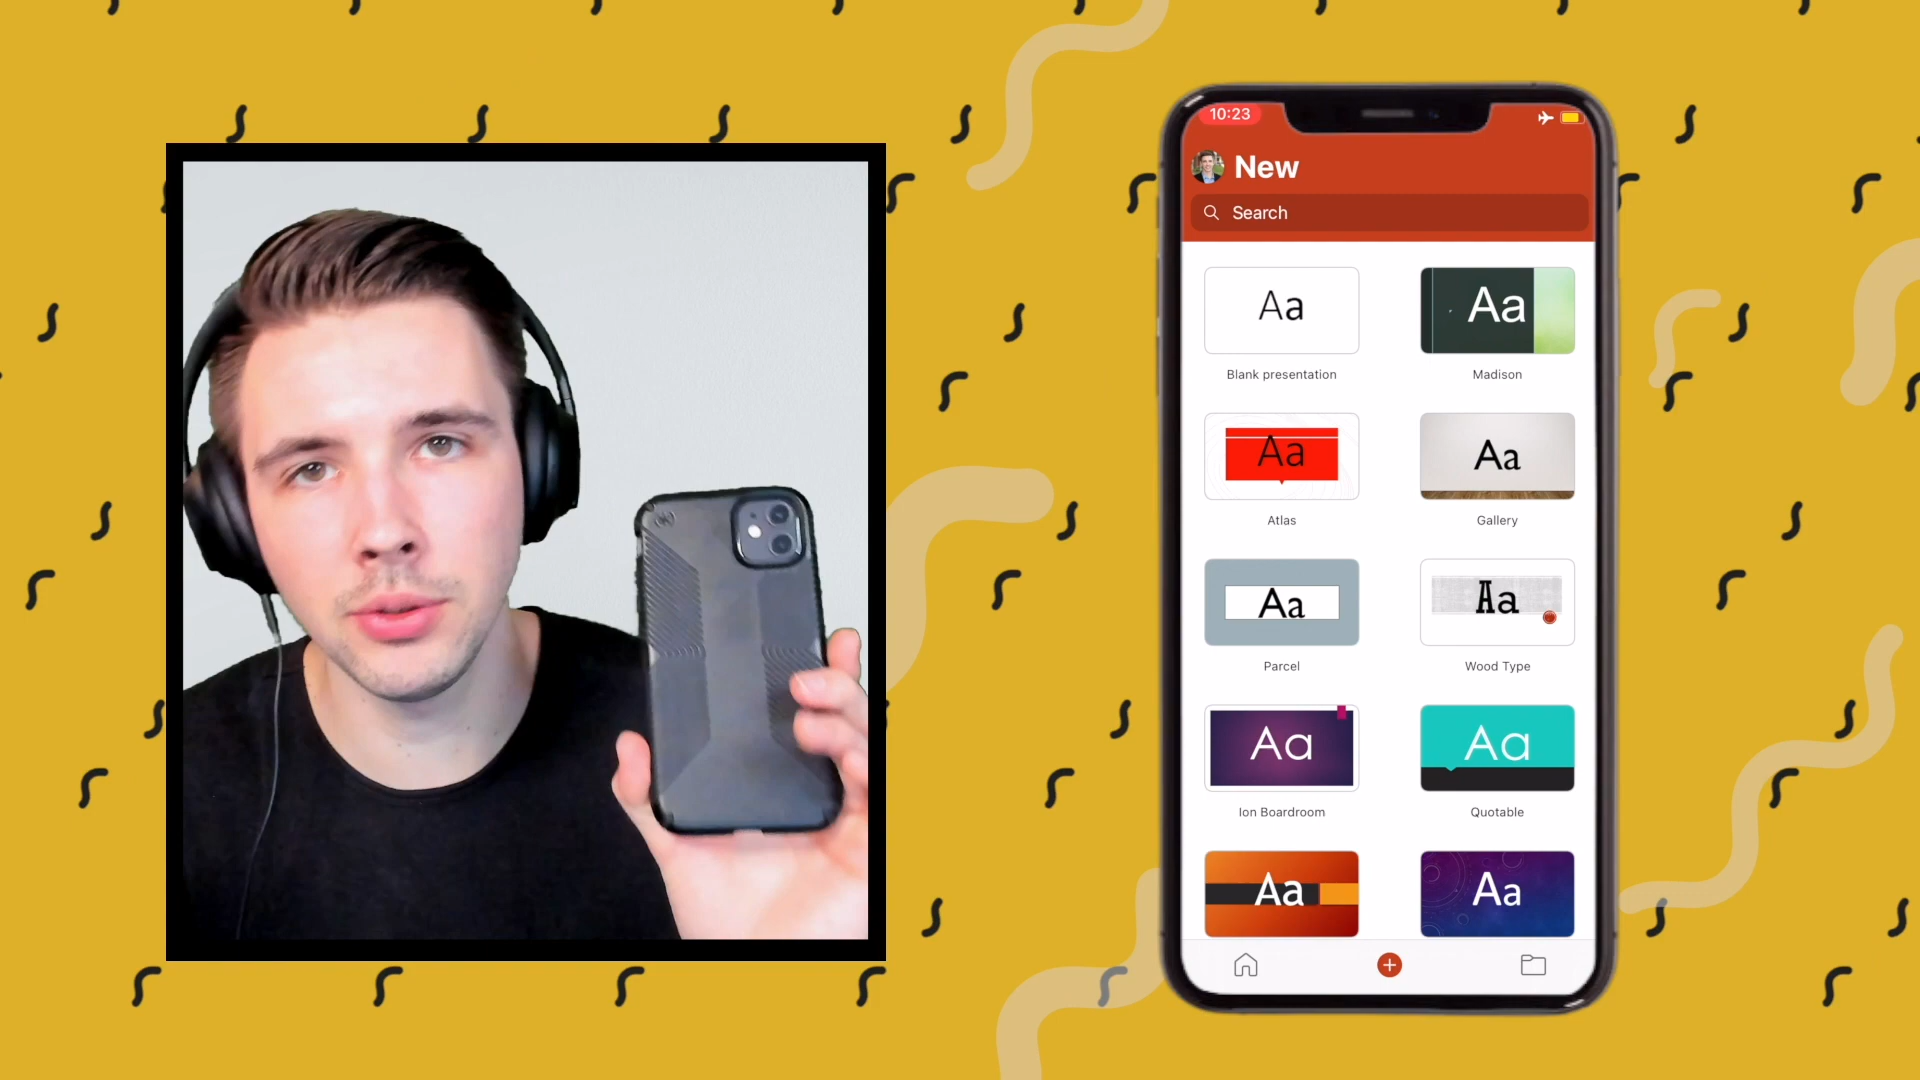 10:23
New
Search
Aa
Aa
Blank presentation
Madison
Aa
Aa
Atlas
Gallery
Aa
Aa
Parcel
Wood Type
Aa
Aa
Ion Boardroom
Quotable
Aa
Aa